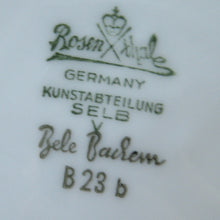 Rosenthal
GERMANY
KUNSTABTEILUNG
SELB
Bele Bachem
B 23 b